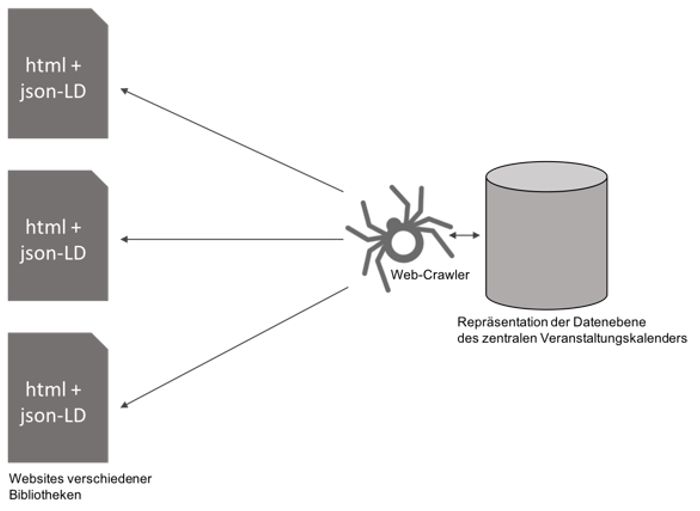 html +
json-LD
html +
json-LD
html +
json-LD
Websites verschiedener
Bibliotheken
Web-Crawler
Repräsentation der Datenebene
des zentralen Veranstaltungskalenders